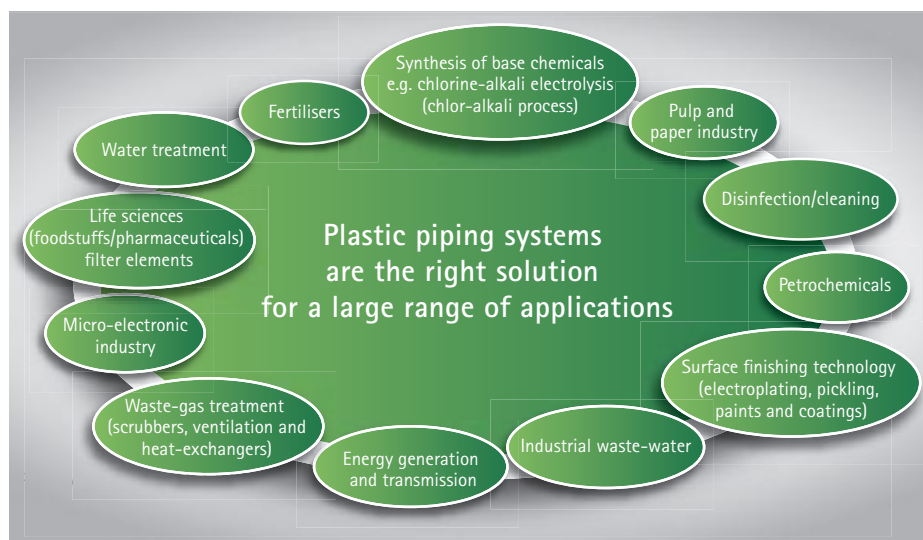 Synthesis of base chemicals
e.g. chlorine-alkali electrolysis
(chlor-alkali process)
Pulp and
paper industry
Disinfection/cleaning
Petrochemicals
Surface finishing technology
(electroplating, pickling,
paints and coatings)
Industrial waste-water
Energy generation
and transmission
Waste-gas treatment
(scrubbers, ventilation and
heat-exchangers)
Micro-electronic
industry
Life sciences
(foodstuffs/pharmaceuticals)
filter elements
Water treatment
Fertilisers
Plastic piping systems
are the right solution
for a large range of applications